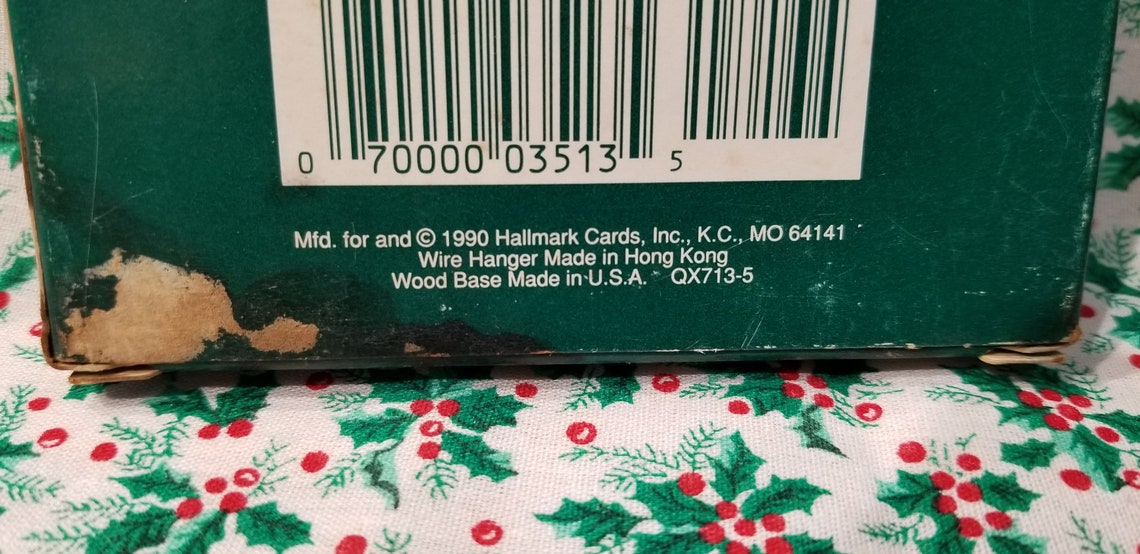 0 70000 03513 5
Mfd. for and © 1990 Hallmark Cards, Inc., K.C., MO 64141
Wire Hanger Made in Hong Kong
Wood Base Made in U.S.A. QX713-5